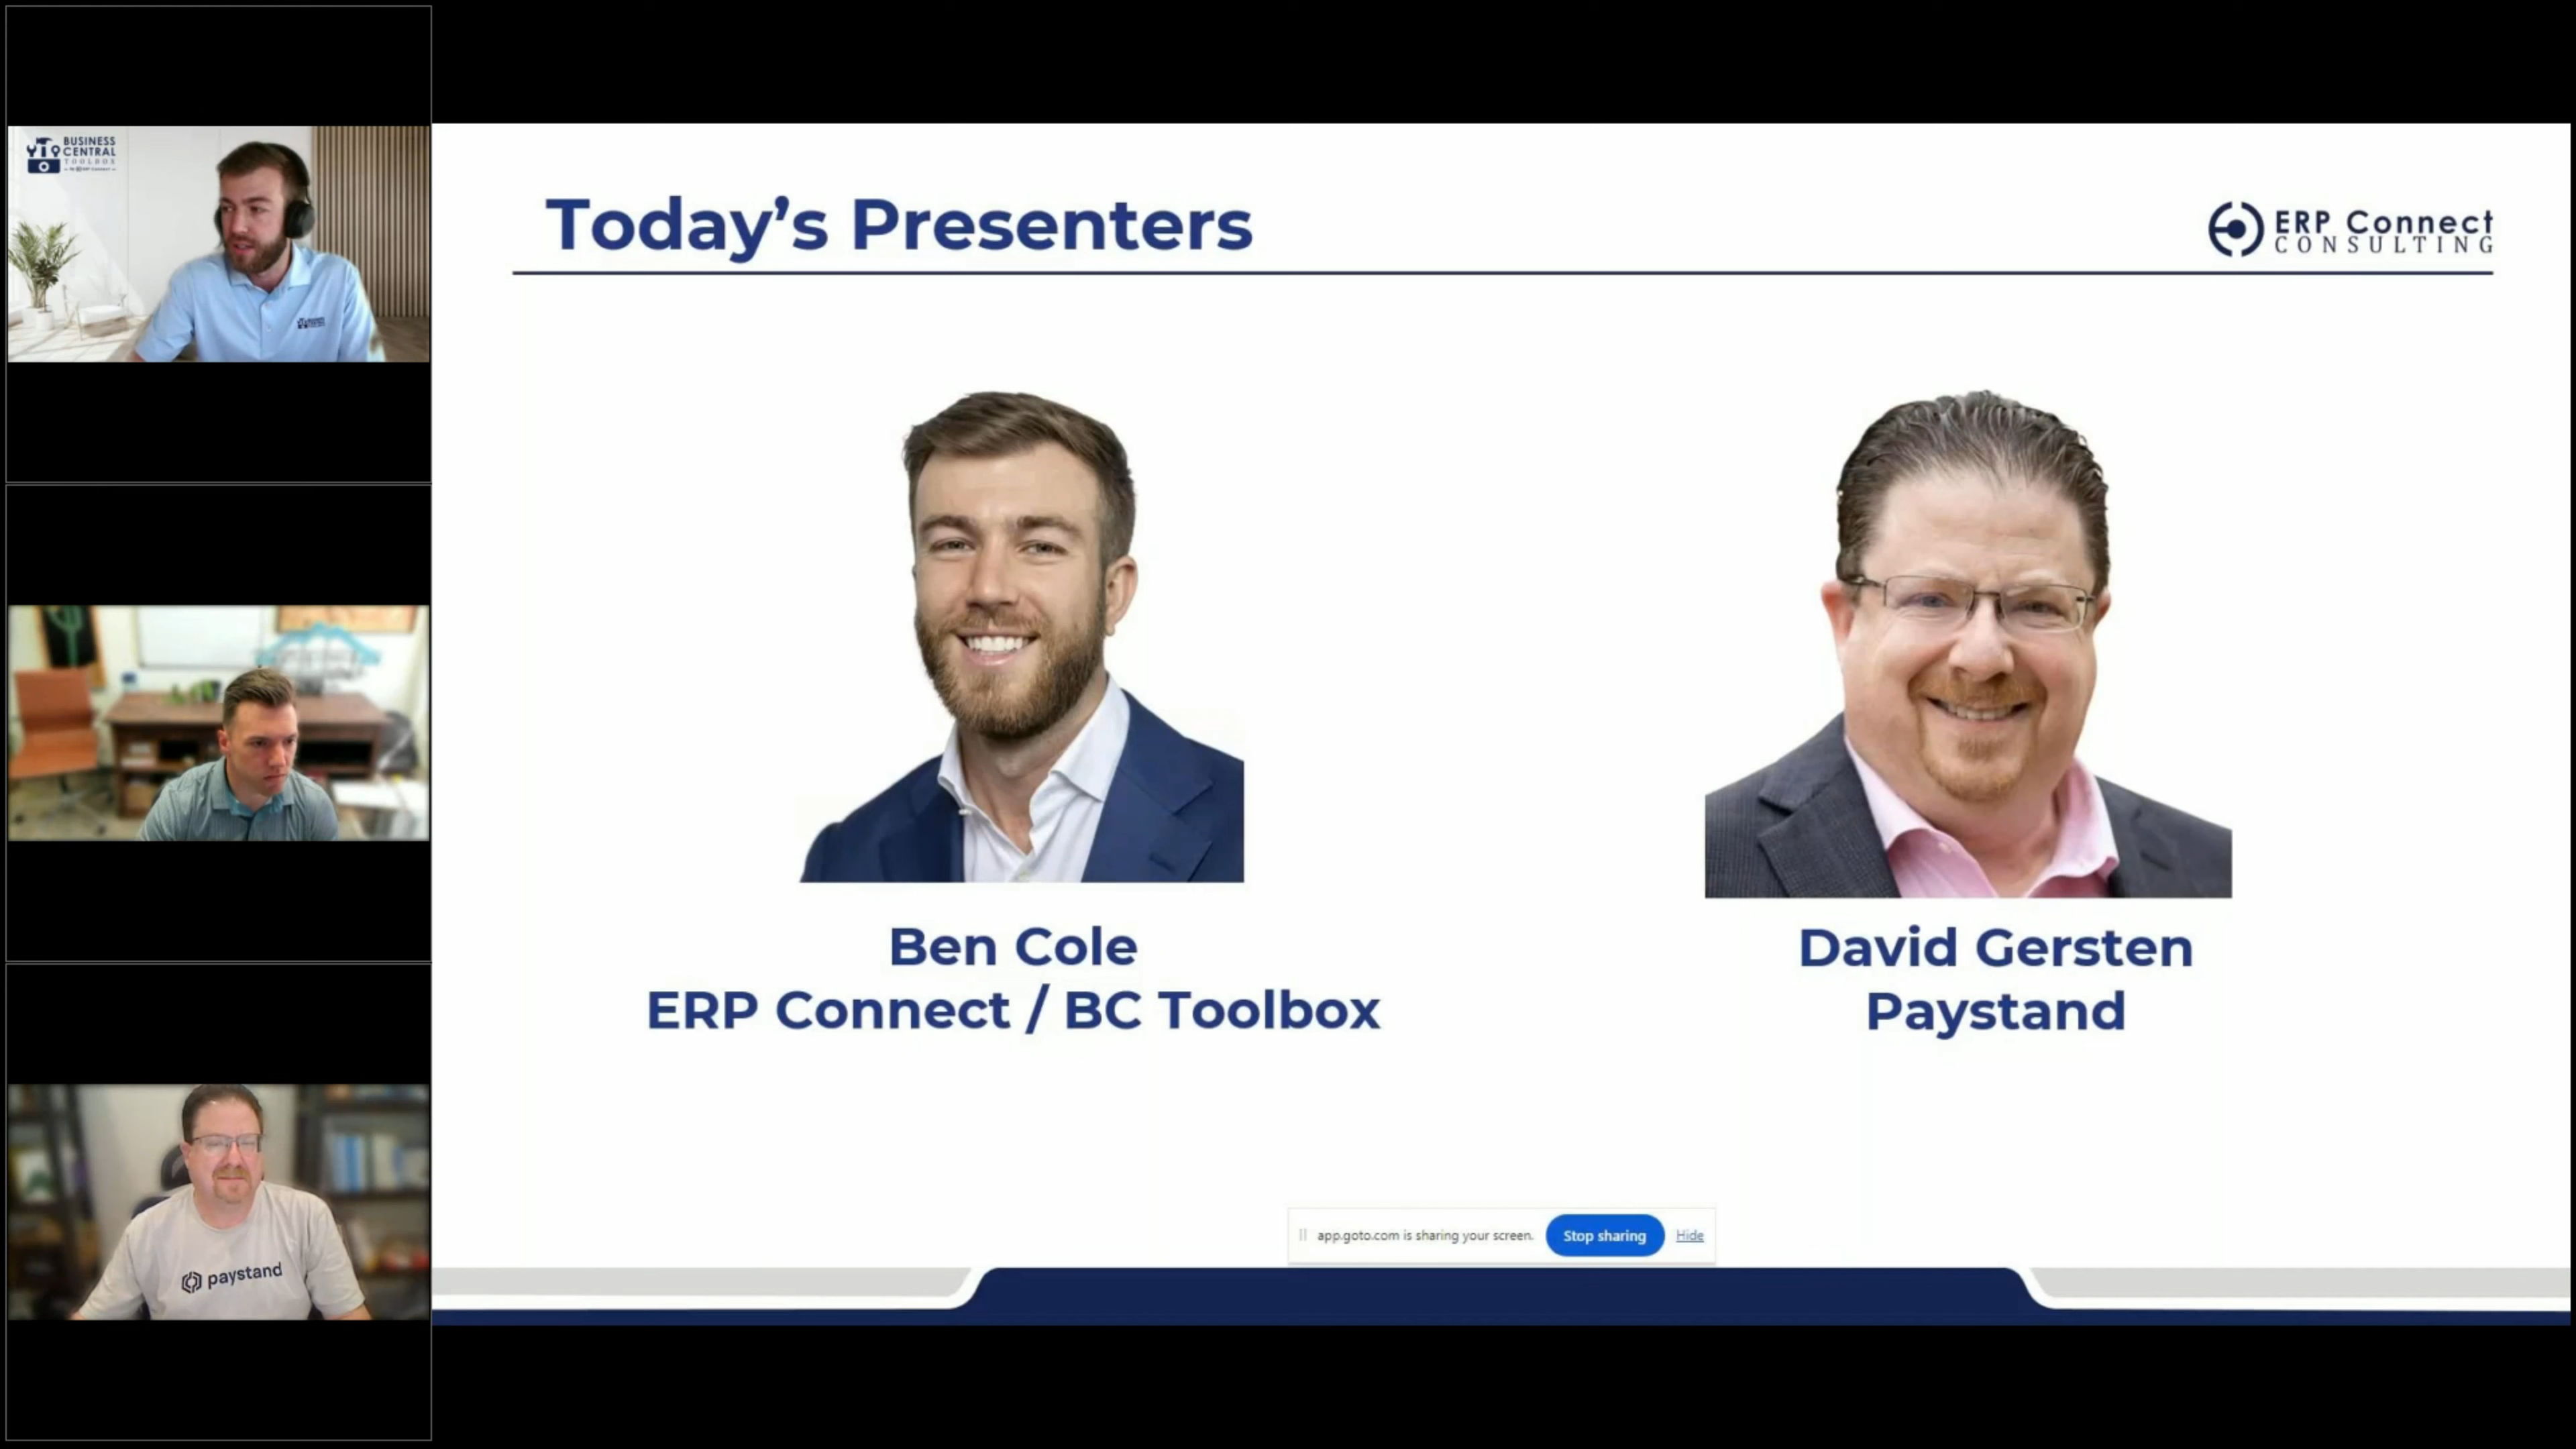 BUSINESS
CENTRAL
TOOLBOX
paystand
Today's Presenters
ERP Connect
CONSULTING
Ben Cole
ERP Connect / BC Toolbox
David Gersten
Paystand
app.goto.com is sharing your screen.
Stop sharing
Hide